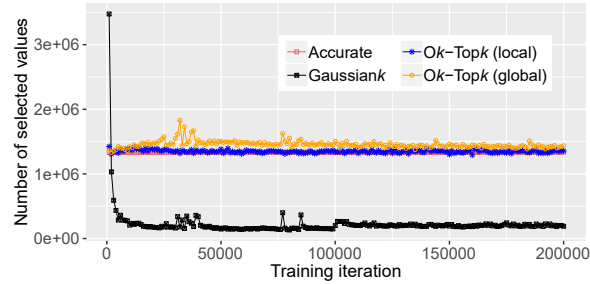 Number of selected values
3e+06
2e+06
1e+06
0e+00
Accurate
Gaussiank
Ok-Topk (local)
Ok-Topk (global)
0
50000
100000
150000
200000
Training iteration